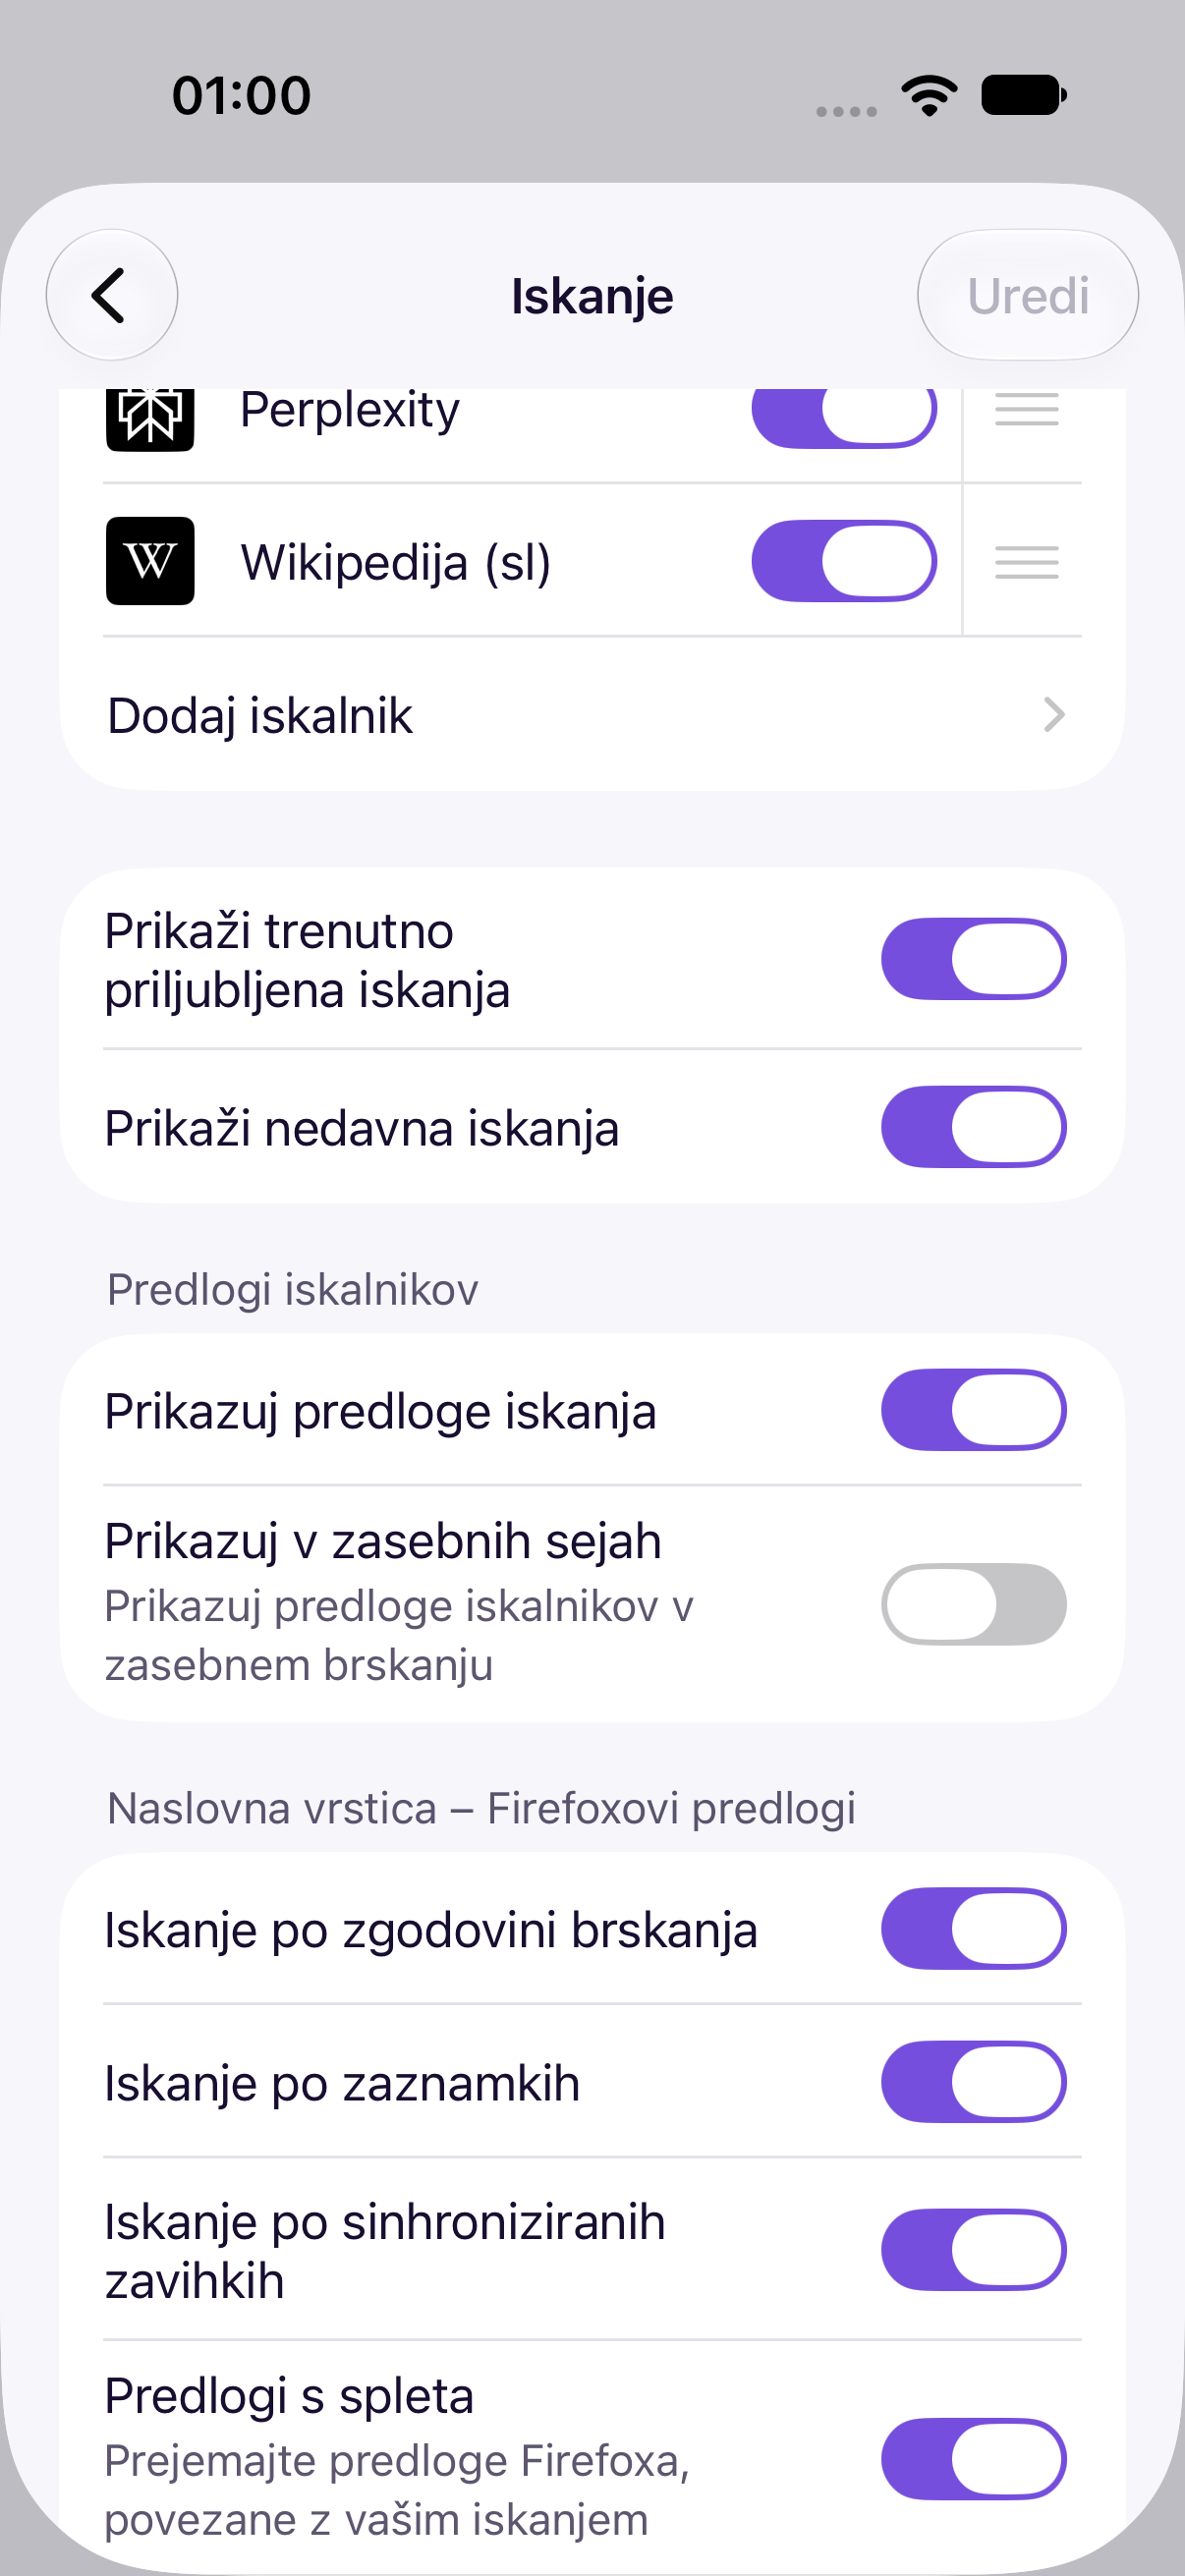 01:00
Iskanje
Uredi
Perplexity
W
Wikipedija (sl)
Dodaj iskalnik
Prikaži trenutno
priljubljena iskanja
Prikaži nedavna iskanja
Predlogi iskalnikov
Prikazuj predloge iskanja
Prikazuj v zasebnih sejah
Prikazuj predloge iskalnikov v
zasebnem brskanju
Naslovna vrstica – Firefoxovi predlogi
Iskanje po zgodovini brskanja
Iskanje po zaznamkih
Iskanje po sinhroniziranih
zavihkih
Predlogi s spleta
Prejemajte predloge Firefoxa,
povezane z vašim iskanjem